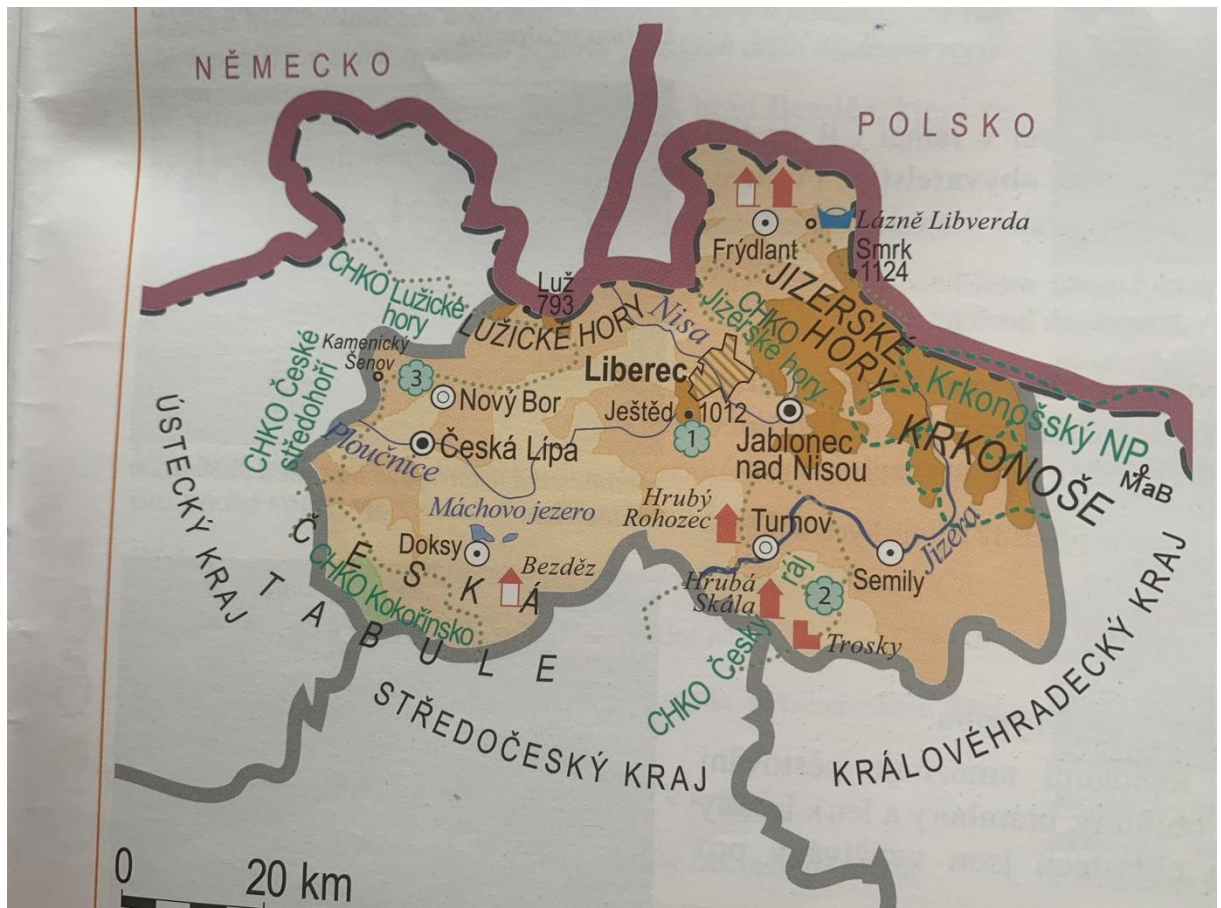 NĚMECKO
POLSKO
Frýdlant
Lázně Libverda
Smrk
1124
CHKO Lužické
hory
Luž
793
LUŽICKÉ HORY
Nisa
CHKO
Jizerské hory
JIZERSKÉ
HORY
Kamenický
Šenov
3
Nový Bor
Liberec
Ještěd
1012
1
Jablonec
nad Nisou
Krkonošský NP
KRKONOŠE
MaB
CHKO České
středohoří
Ploučnice
Česká Lípa
Máchovo jezero
Doksy
Bezděz
Hrubý
Rohozec
Turnov
Semily
Jizera
Hrubá
Skála
2
Trosky
CHKO Český ráj
CHKO Kokořínsko
ČESKÁ
TABULE
ÚSTECKÝ KRAJ
STŘEDOČESKÝ KRAJ
KRÁLOVÉHRADECKÝ KRAJ
0 20 km